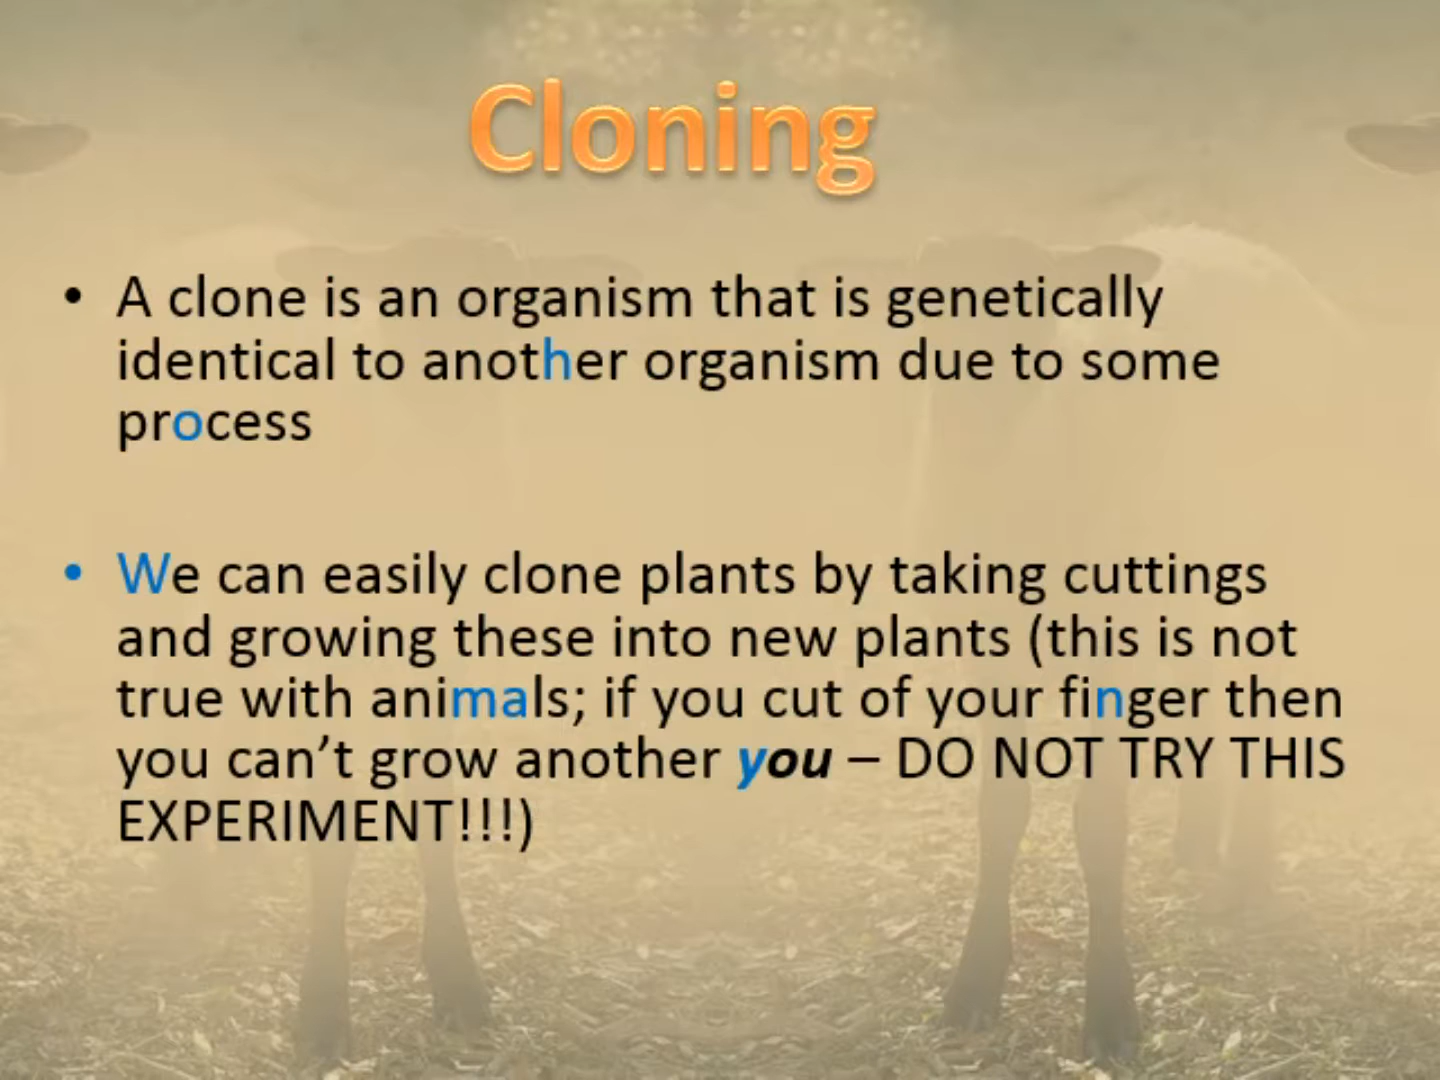 Cloning
• A clone is an organism that is genetically
identical to another organism due to some
process
• We can easily clone plants by taking cuttings
and growing these into new plants (this is not
true with animals; if you cut of your finger then
you can’t grow another you – DO NOT TRY THIS
EXPERIMENT!!!)